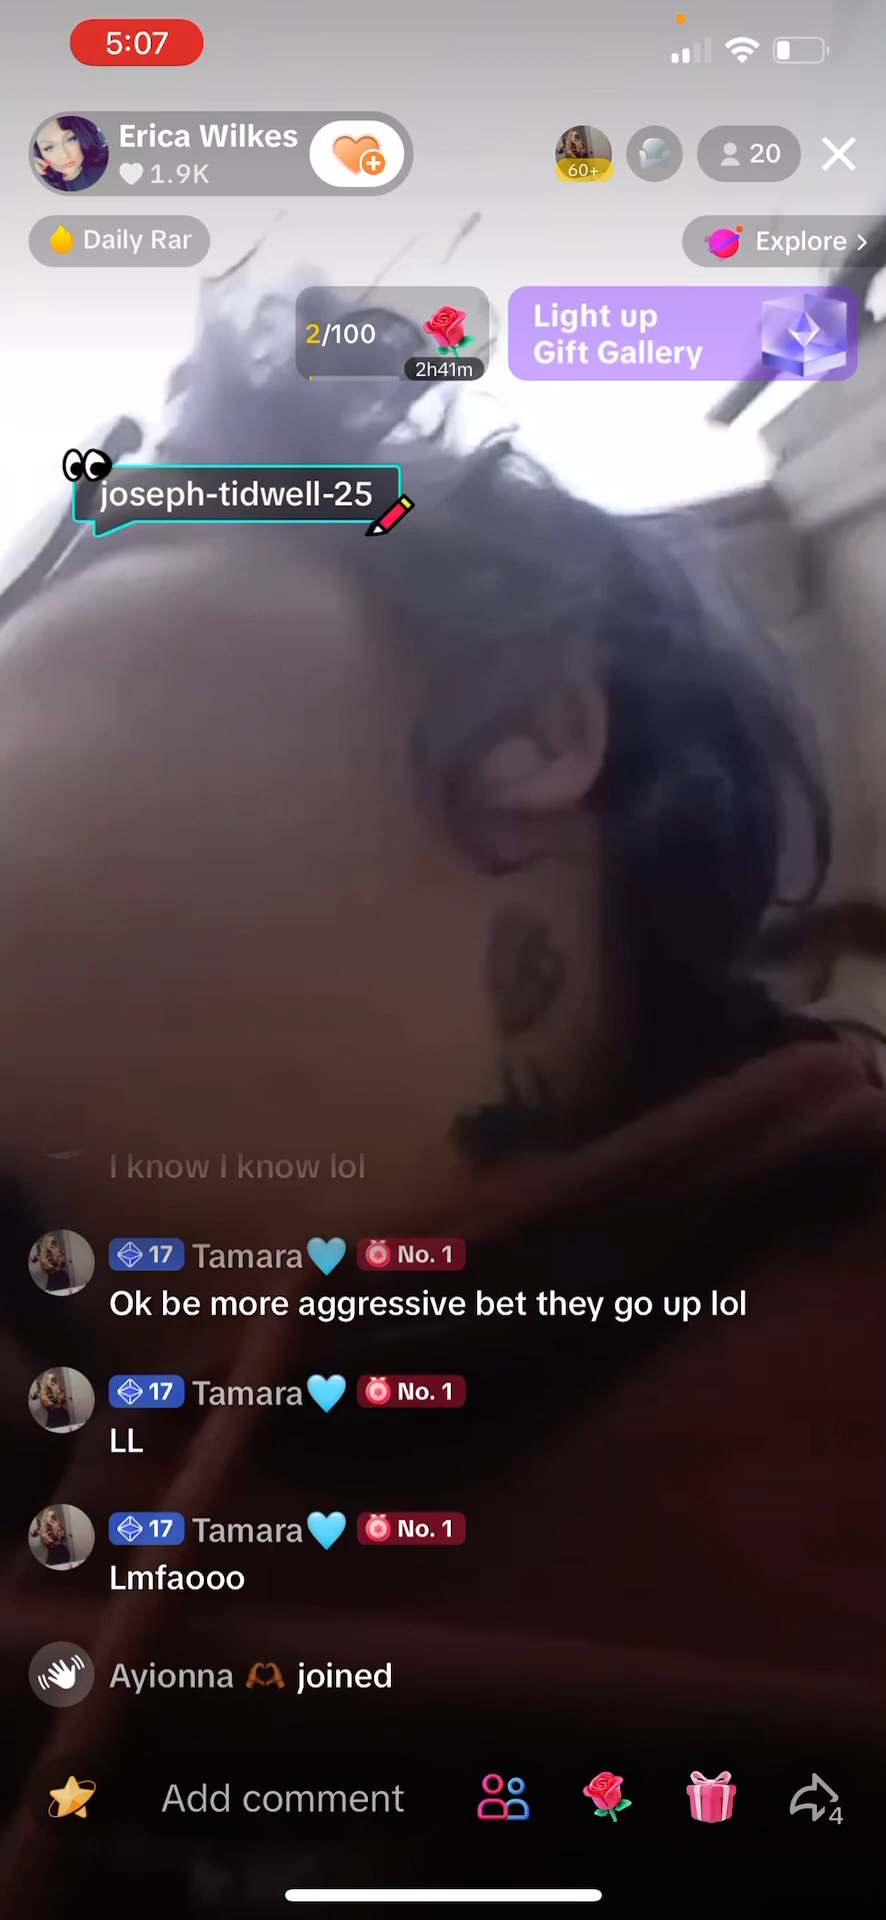 5:07
Erica Wilkes
1.9K
60+
20
Daily Rar
Explore >
2/100
2h41m
Light up
Gift Gallery
joseph-tidwell-25
I know I know lol
17 Tamara🩵 No. 1
Ok be more aggressive bet they go up lol
17 Tamara🩵 No. 1
LL
17 Tamara🩵 No. 1
Lmfaooo
Ayionna 🫶🏾 joined
Add comment
4